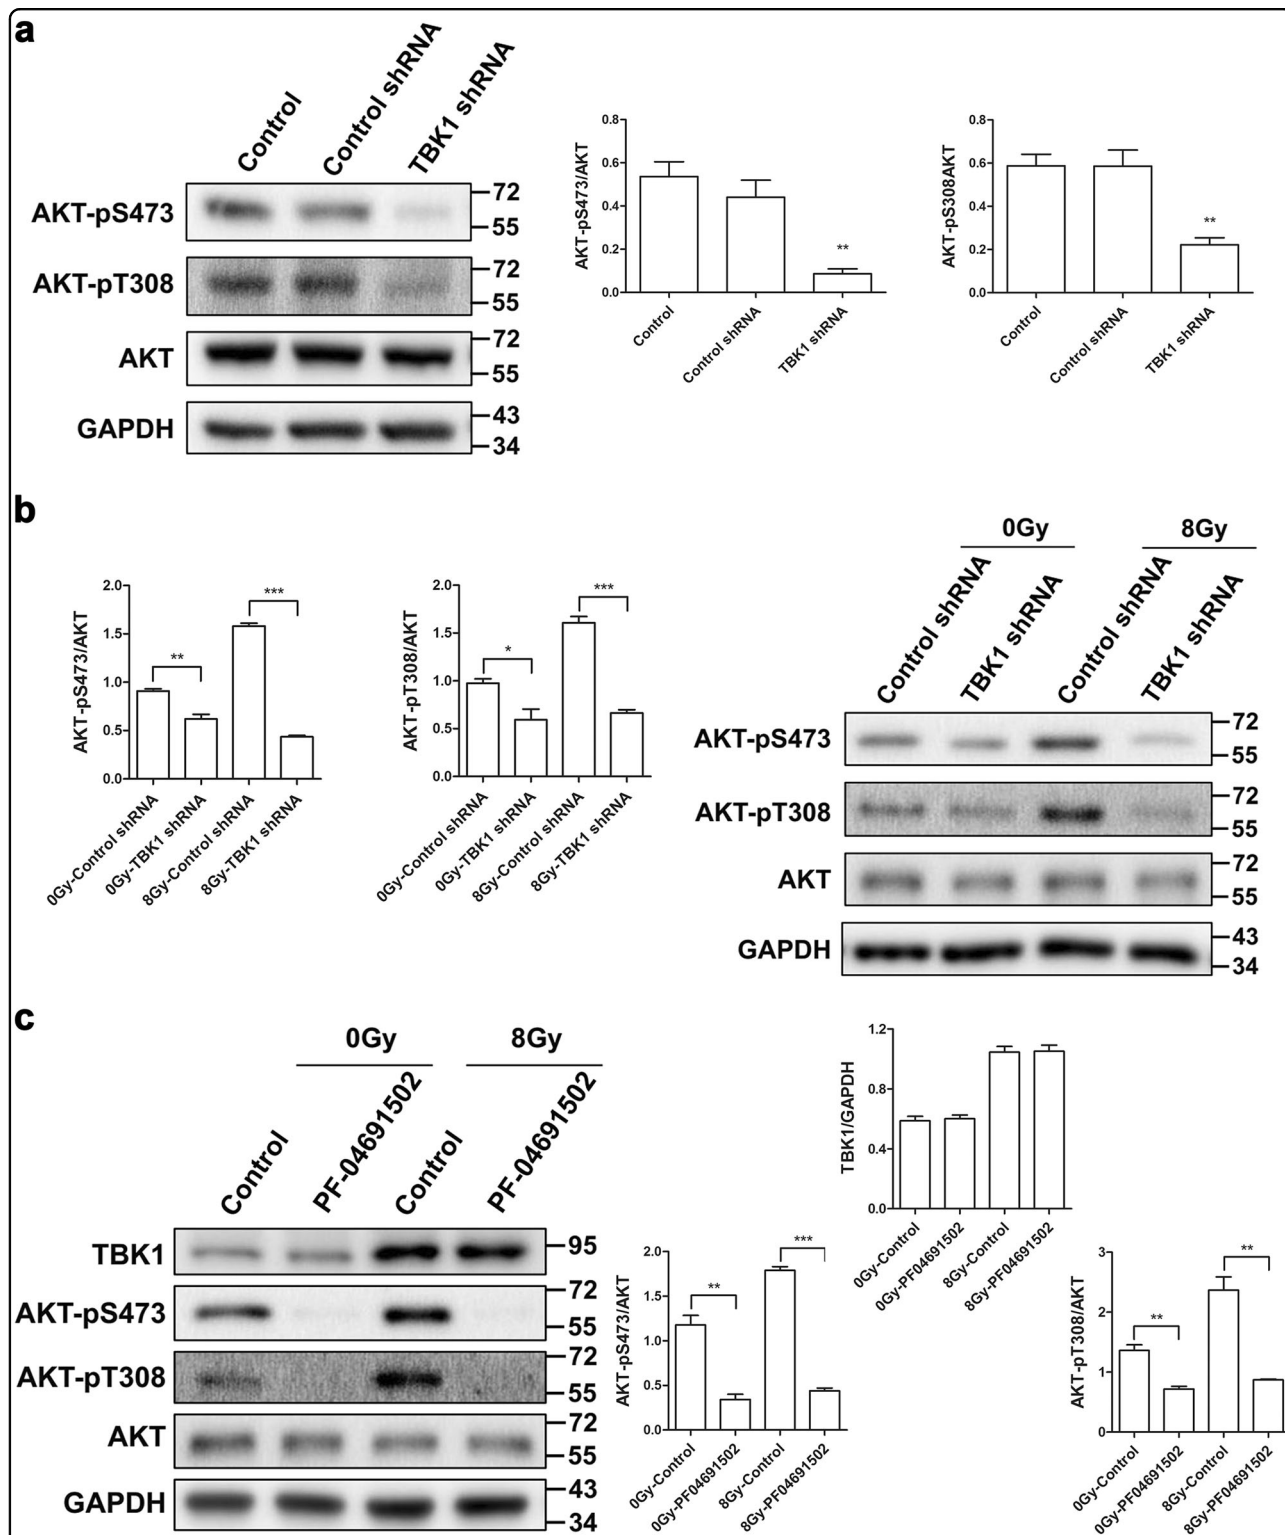 a
Control
Control shRNA
TBK1 shRNA
AKT-pS473
72
55
AKT-pT308
72
55
AKT
72
55
GAPDH
43
34
AKT-pS473/AKT
0.8
0.6
0.4
0.2
0.0
**
Control
Control shRNA
TBK1 shRNA
AKT-pS308AKT
0.8
0.6
0.4
0.2
0.0
**
Control
Control shRNA
TBK1 shRNA
b
AKT-pS473/AKT
2.0
1.5
1.0
0.5
0.0
**
***
0Gy-Control shRNA
0Gy-TBK1 shRNA
8Gy-Control shRNA
8Gy-TBK1 shRNA
AKT-pT308/AKT
2.0
1.5
1.0
0.5
0.0
*
***
0Gy-Control shRNA
0Gy-TBK1 shRNA
8Gy-Control shRNA
8Gy-TBK1 shRNA
0Gy
8Gy
Control shRNA
TBK1 shRNA
Control shRNA
TBK1 shRNA
AKT-pS473
72
55
AKT-pT308
72
55
AKT
72
55
GAPDH
43
34
c
0Gy
8Gy
Control
PF-04691502
Control
PF-04691502
TBK1
95
AKT-pS473
72
55
AKT-pT308
72
55
AKT
72
55
GAPDH
43
34
AKT-pS473/AKT
2.0
1.5
1.0
0.5
0.0
**
***
0Gy-Control
0Gy-PF04691502
8Gy-Control
8Gy-PF04691502
TBK1/GAPDH
1.2
0.8
0.4
0.0
0Gy-Control
0Gy-PF04691502
8Gy-Control
8Gy-PF04691502
AKT-pT308/AKT
3
2
1
0
**
**
0Gy-Control
0Gy-PF04691502
8Gy-Control
8Gy-PF04691502